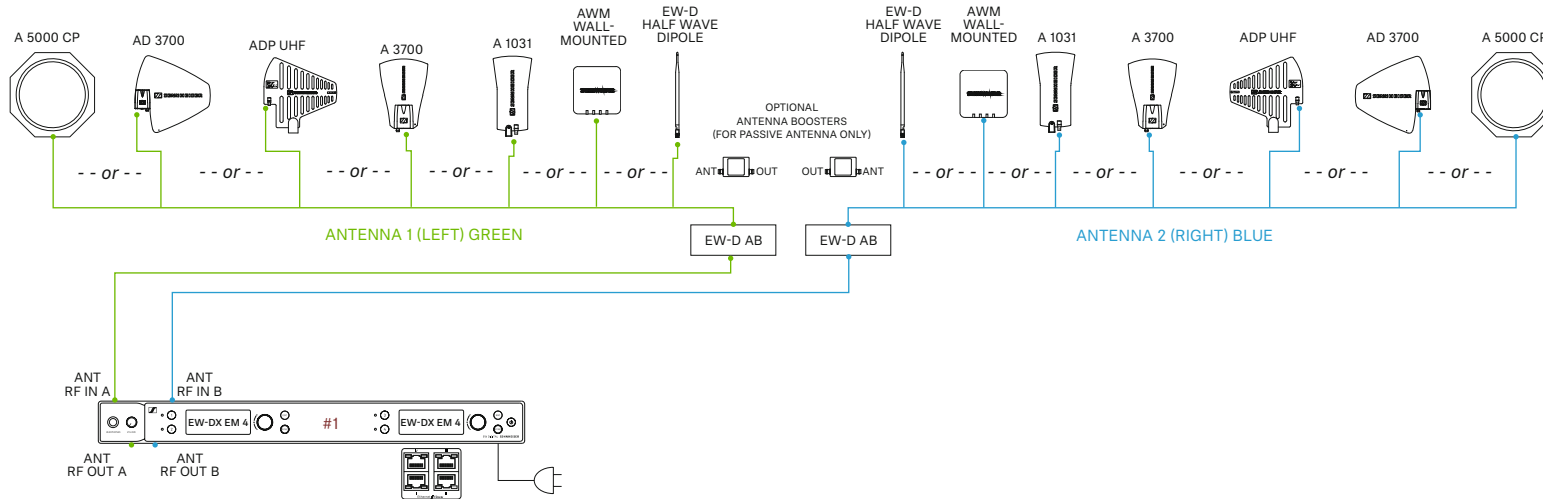 A 5000 CP
AD 3700
ADP UHF
A 3700
A 1031
AWM
WALL-
MOUNTED
EW-D
HALF WAVE
DIPOLE
EW-D
HALF WAVE
DIPOLE
AWM
WALL-
MOUNTED
A 1031
A 3700
ADP UHF
AD 3700
A 5000 CP
OPTIONAL
ANTENNA BOOSTERS
(FOR PASSIVE ANTENNA ONLY)
ANT OUT
OUT ANT
- - or - -
- - or - -
- - or - -
- - or - -
- - or - -
- - or - -
- - or - -
- - or - -
- - or - -
- - or - -
- - or - -
- - or - -
ANTENNA 1 (LEFT) GREEN
EW-D AB
EW-D AB
ANTENNA 2 (RIGHT) BLUE
ANT
RF IN A
ANT
RF IN B
EW-DX EM 4
#1
EW-DX EM 4
ANT
RF OUT A
ANT
RF OUT B